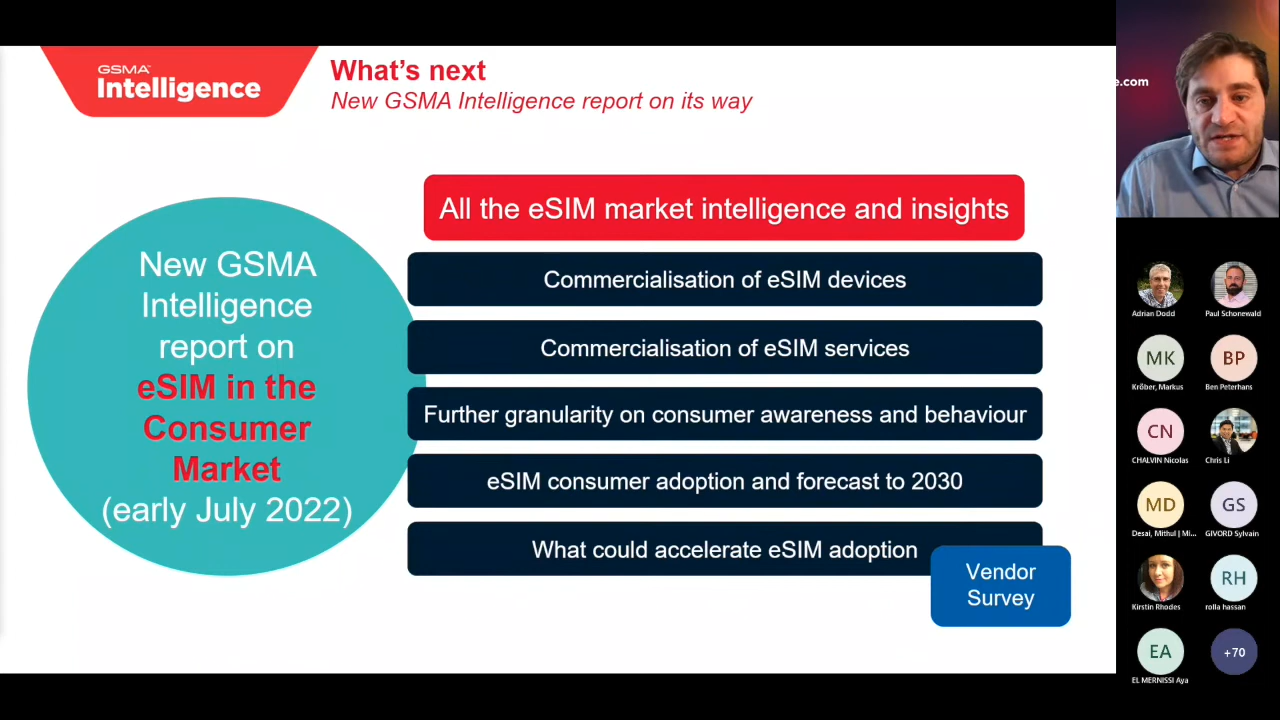 GSMA™
Intelligence
What's next
New GSMA Intelligence report on its way
New GSMA
Intelligence
report on
eSIM in the
Consumer
Market
(early July 2022)
All the eSIM market intelligence and insights
Commercialisation of eSIM devices
Commercialisation of eSIM services
Further granularity on consumer awareness and behaviour
eSIM consumer adoption and forecast to 2030
What could accelerate eSIM adoption
Vendor
Survey
e.com
Adrian Dodd
Paul Schonewald
MK
BP
Kröber, Markus
Ben Peterhans
CN
CHALVIN Nicolas
Chris Li
MD
GS
Desai, Mithul | Mi...
GIVORD Sylvain
RH
Kirstin Rhodes
rolla hassan
EA
+70
EL MERNISSI Aya